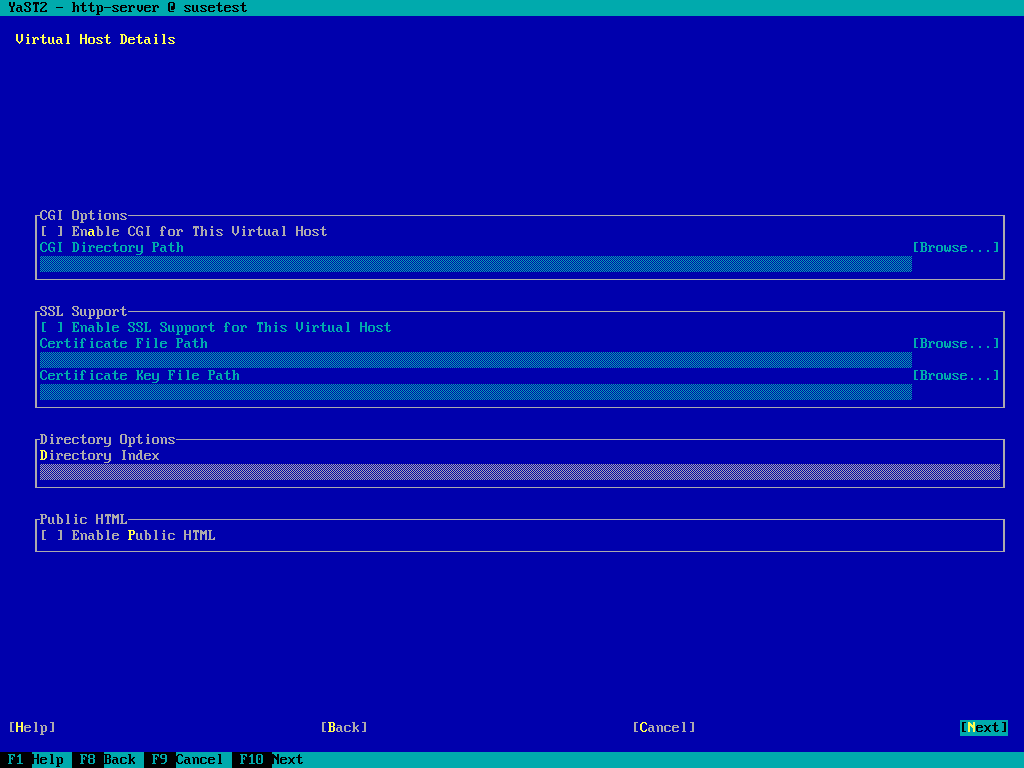 YaST2 - http-server @ susetest
Virtual Host Details
CGI Options
[ ] Enable CGI for This Virtual Host
CGI Directory Path [Browse...]
SSL Support
[ ] Enable SSL Support for This Virtual Host
Certificate File Path [Browse...]
Certificate Key File Path [Browse...]
Directory Options
Directory Index
Public HTML
[ ] Enable Public HTML
[Help] [Back] [Cancel] [Next]
F1 Help F8 Back F9 Cancel F10 Next